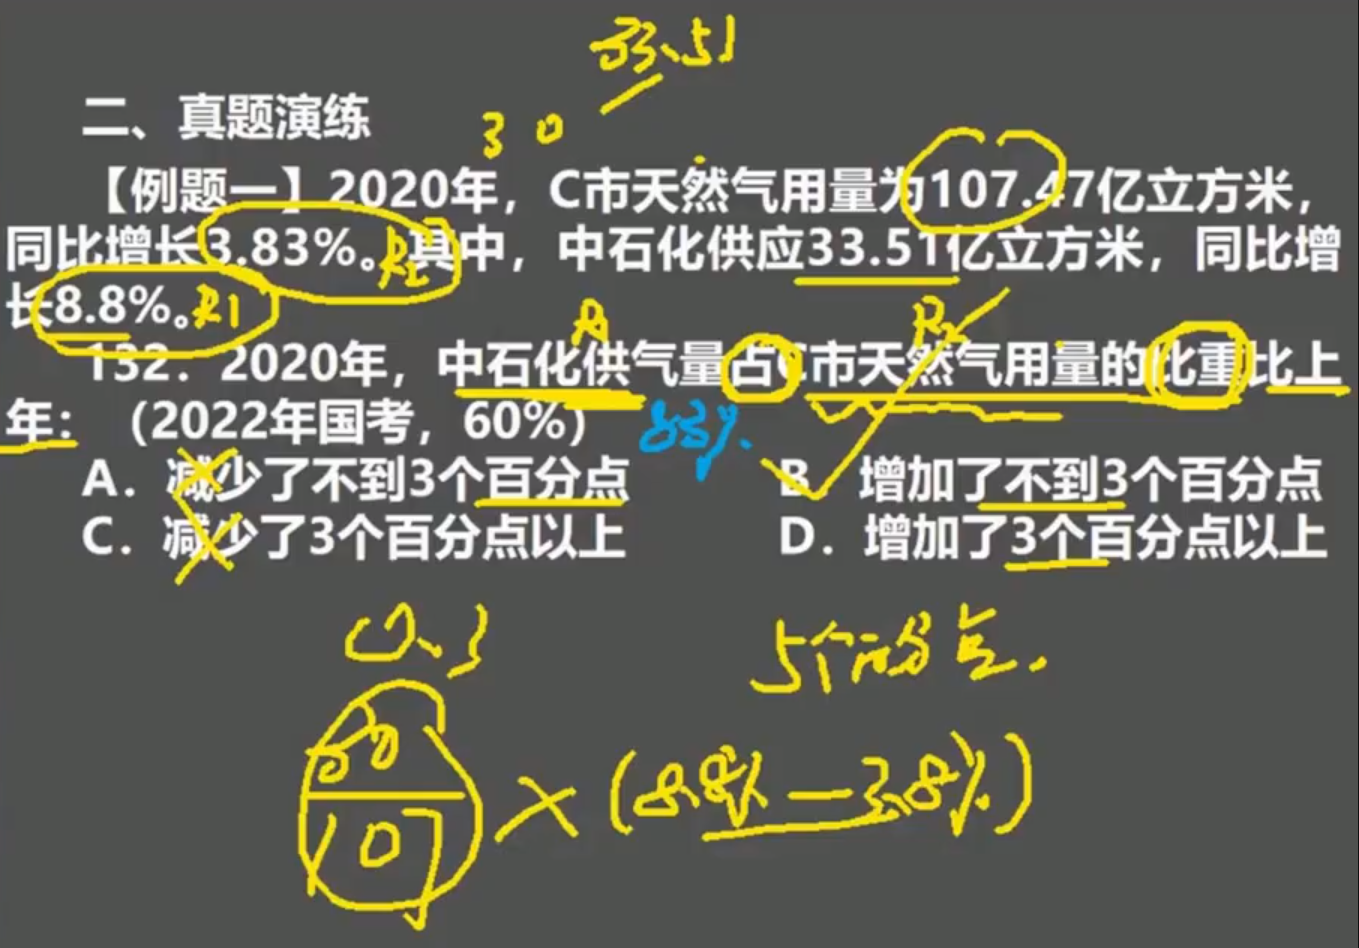 33.51
二、真题演练
30
【例题一】2020年，C市天然气用量为107.47亿立方米，
同比增长3.83%。R2其中，中石化供应33.51亿立方米，同比增
长8.8%。R1
132．2020年，中石化供气量占C市天然气用量的比重比上
年：（2022年国考，60%）
83%.
A．减少了不到3个百分点 B．增加了不到3个百分点
C．减少了3个百分点以上 D．增加了3个百分点以上
0.3
5个百分点.
107
×(8.8%-3.8%)